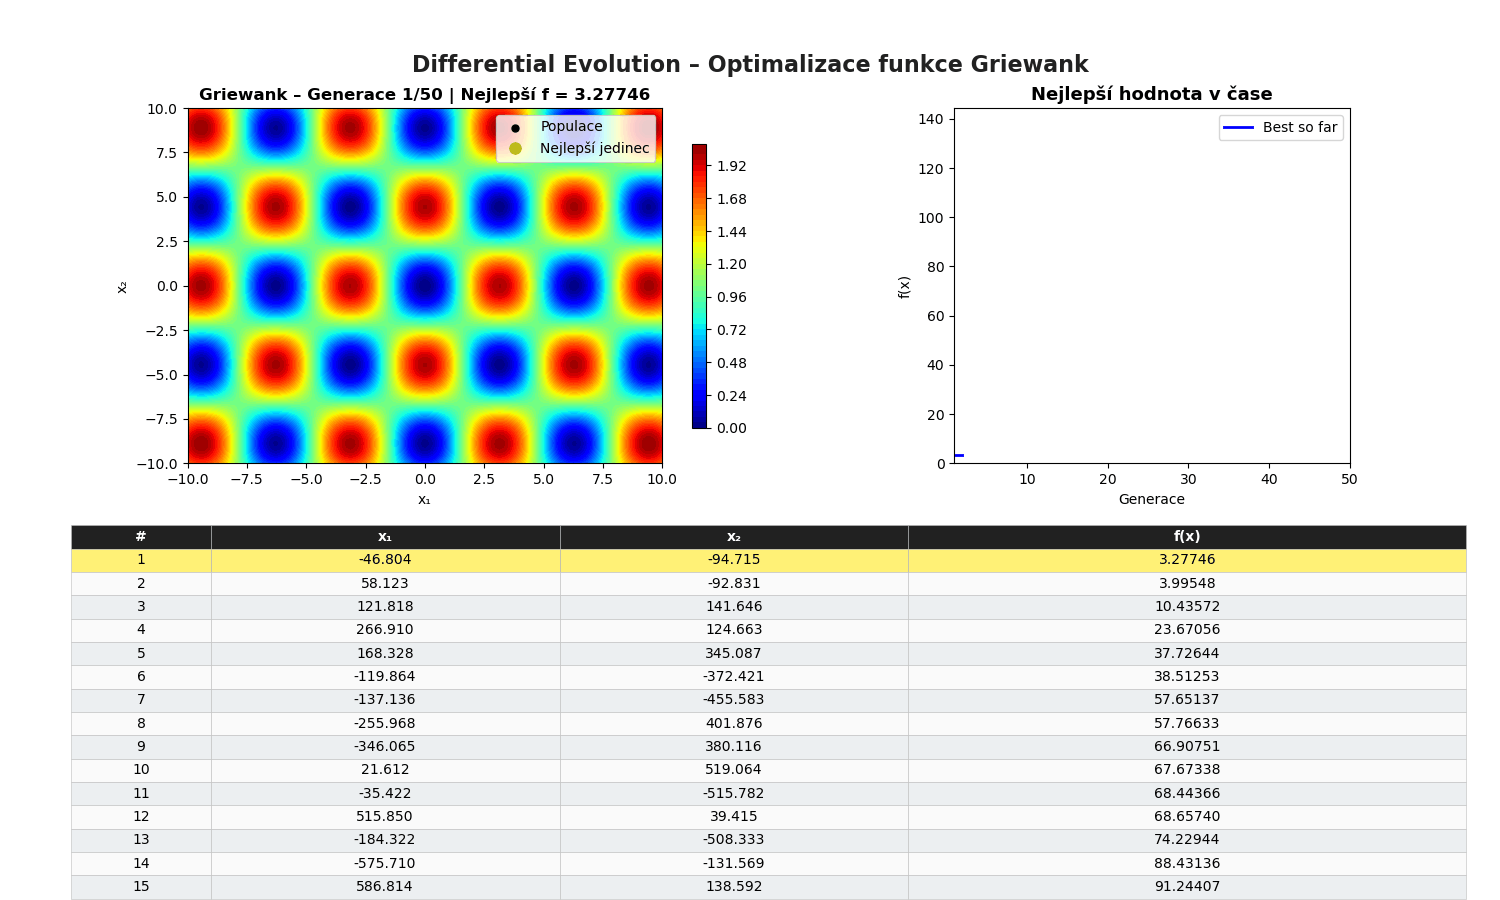 Differential Evolution – Optimalizace funkce Griewank
Griewank – Generace 1/50 | Nejlepší f = 3.27746
Populace
Nejlepší jedinec
10.0
7.5
5.0
2.5
0.0
−2.5
−5.0
−7.5
−10.0
x₂
−10.0 −7.5 −5.0 −2.5 0.0 2.5 5.0 7.5 10.0
x₁
1.92
1.68
1.44
1.20
0.96
0.72
0.48
0.24
0.00
Nejlepší hodnota v čase
Best so far
140
120
100
80
60
40
20
0
f(x)
10 20 30 40 50
Generace
# x₁ x₂ f(x)
1 -46.804 -94.715 3.27746
2 58.123 -92.831 3.99548
3 121.818 141.646 10.43572
4 266.910 124.663 23.67056
5 168.328 345.087 37.72644
6 -119.864 -372.421 38.51253
7 -137.136 -455.583 57.65137
8 -255.968 401.876 57.76633
9 -346.065 380.116 66.90751
10 21.612 519.064 67.67338
11 -35.422 -515.782 68.44366
12 515.850 39.415 68.65740
13 -184.322 -508.333 74.22944
14 -575.710 -131.569 88.43136
15 586.814 138.592 91.24407